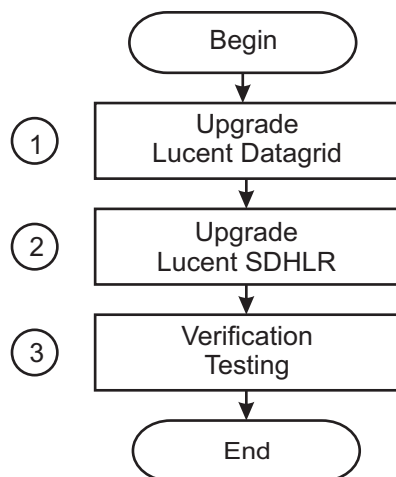 Begin
1
Upgrade
Lucent Datagrid
2
Upgrade
Lucent SDHLR
3
Verification
Testing
End